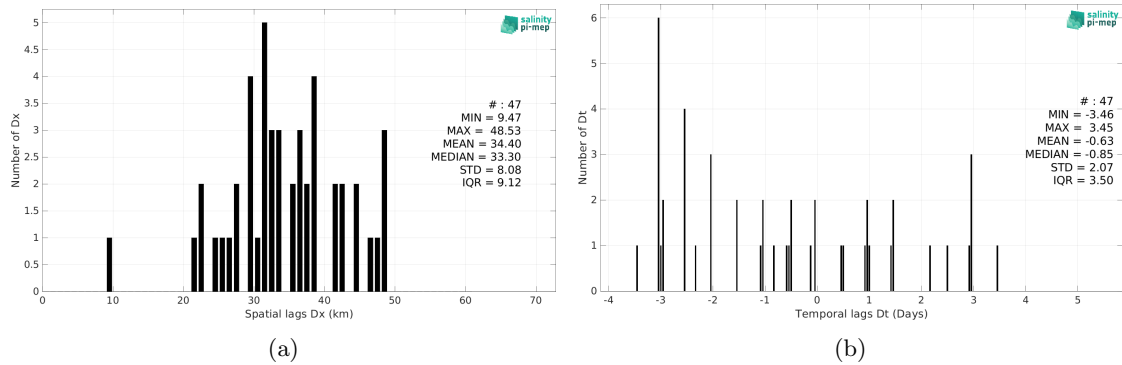 salinity
pi-mep
5
4.5
4
3.5
3
2.5
2
1.5
1
0.5
0
Number of Dx
# : 47
MIN = 9.47
MAX = 48.53
MEAN = 34.40
MEDIAN = 33.30
STD = 8.08
IQR = 9.12
0 10 20 30 40 50 60 70
Spatial lags Dx (km)
(a)
salinity
pi-mep
6
5
4
3
2
1
0
Number of Dt
# : 47
MIN = -3.46
MAX = 3.45
MEAN = -0.63
MEDIAN = -0.85
STD = 2.07
IQR = 3.50
-4 -3 -2 -1 0 1 2 3 4 5
Temporal lags Dt (Days)
(b)